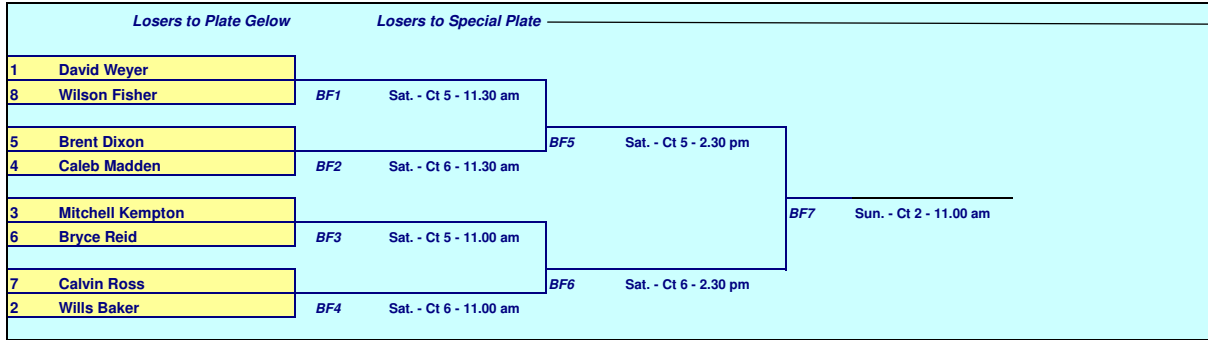 Losers to Plate Gelow Losers to Special Plate
1 David Weyer
8 Wilson Fisher BF1 Sat. - Ct 5 - 11.30 am
5 Brent Dixon BF5 Sat. - Ct 5 - 2.30 pm
4 Caleb Madden BF2 Sat. - Ct 6 - 11.30 am
3 Mitchell Kempton BF7 Sun. - Ct 2 - 11.00 am
6 Bryce Reid BF3 Sat. - Ct 5 - 11.00 am
7 Calvin Ross BF6 Sat. - Ct 6 - 2.30 pm
2 Wills Baker BF4 Sat. - Ct 6 - 11.00 am